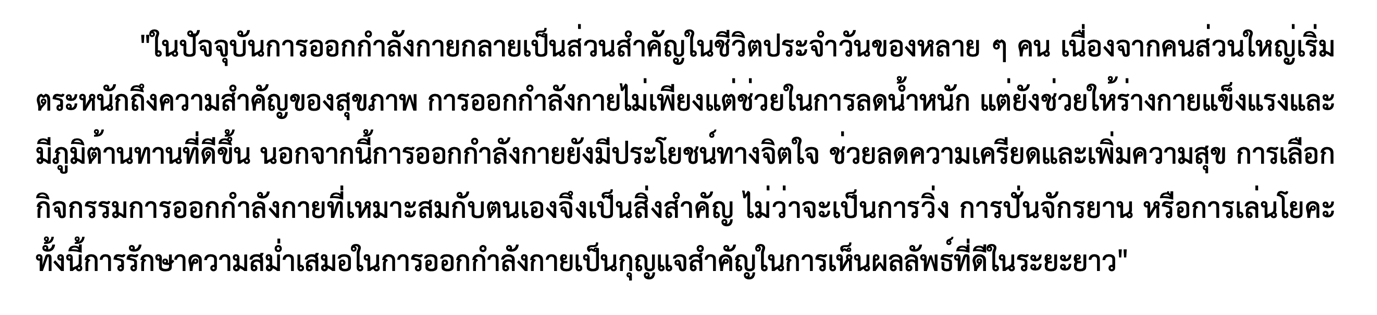 "ในปัจจุบันการออกกำลังกายกลายเป็นส่วนสำคัญในชีวิตประจำวันของหลาย ๆ คน เนื่องจากคนส่วนใหญ่เริ่ม
ตระหนักถึงความสำคัญของสุขภาพ การออกกำลังกายไม่เพียงแต่ช่วยในการลดน้ำหนัก แต่ยังช่วยให้ร่างกายแข็งแรงและ
มีภูมิต้านทานที่ดีขึ้น นอกจากนี้การออกกำลังกายยังมีประโยชน์ทางจิตใจ ช่วยลดความเครียดและเพิ่มความสุข การเลือก
กิจกรรมการออกกำลังกายที่เหมาะสมกับตนเองจึงเป็นสิ่งสำคัญ ไม่ว่าจะเป็นการวิ่ง การปั่นจักรยาน หรือการเล่นโยคะ
ทั้งนี้การรักษาความสม่ำเสมอในการออกกำลังกายเป็นกุญแจสำคัญในการเห็นผลลัพธ์ที่ดีในระยะยาว"